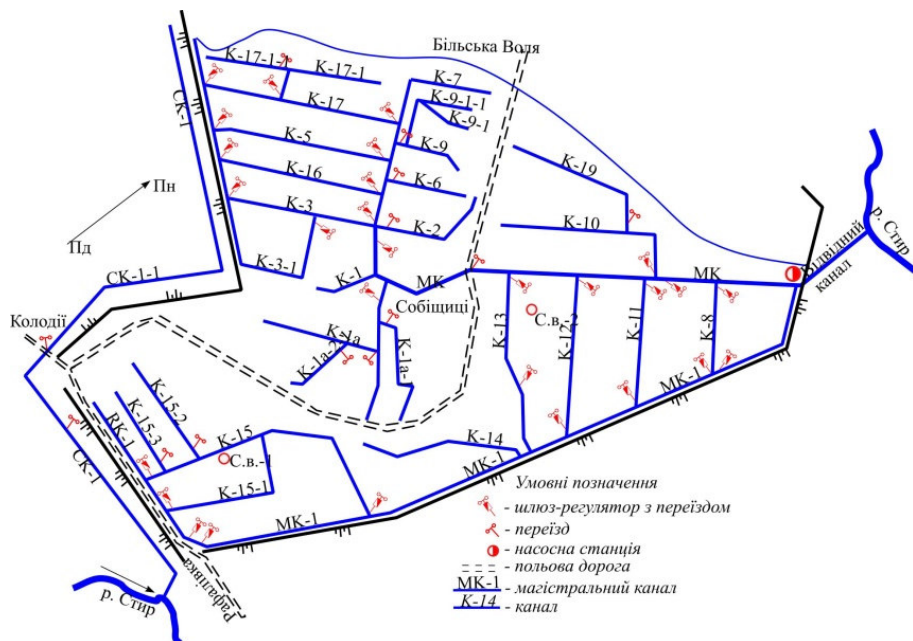 Більська Воля
К-17-1-1
К-17-1
К-7
К-9-1-1
К-9-1
К-17
СК-1
К-5
К-9
К-19
К-16
К-6
К-3
К-2
К-10
р. Стир
Пн
Пд
К-3-1
К-1
МК
МК
Підвідний
канал
СК-1-1
Собіщиці
Колодії
С.в.-2
К-13
К-12
К-11
К-8
К-1а
К-1а-2
К-1а-1
МК-1
К-15-2
К-15-3
РК-1
К-15
С.в.-1
К-14
МК-1
СК-1
К-15-1
МК-1
Рафалівка
р. Стир
Умовні позначення
- шлюз-регулятор з переїздом
- переїзд
- насосна станція
- польова дорога
МК-1 - магістральний канал
К-14 - канал